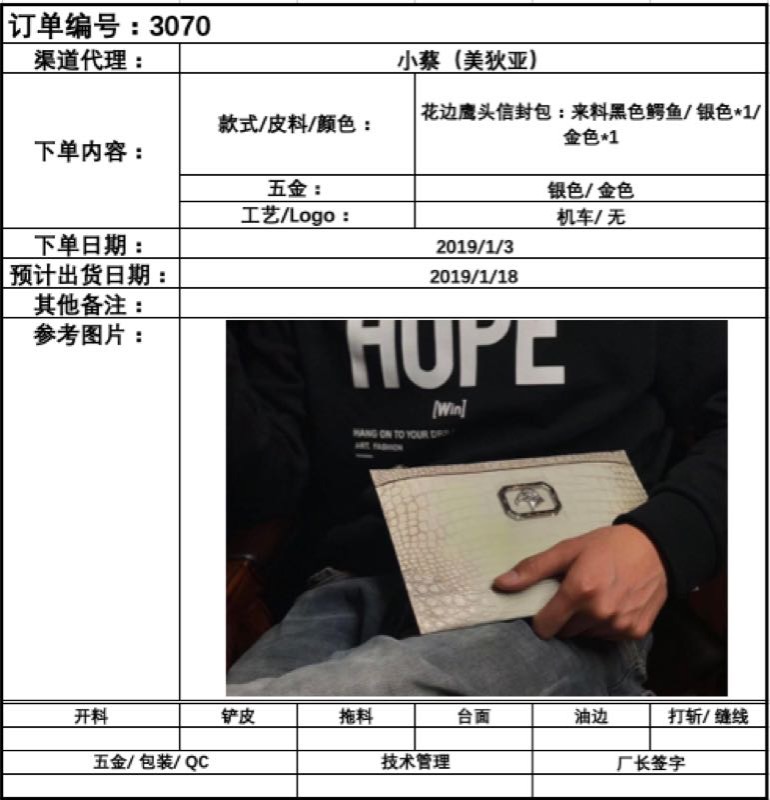 订单编号：3070
渠道代理：
小蔡（美狄亚）
下单内容：
款式/皮料/颜色：
花边鹰头信封包：来料黑色鳄鱼/ 银色*1/
金色*1
五金：
银色/ 金色
工艺/Logo：
机车/ 无
下单日期：
2019/1/3
预计出货日期：
2019/1/18
其他备注：
参考图片：
HOPE
[Win]
HANG ON TO YOUR
ART. FASHION
开料 铲皮 拖料 台面 油边 打斩/ 缝线
五金/ 包装/ QC 技术管理 厂长签字